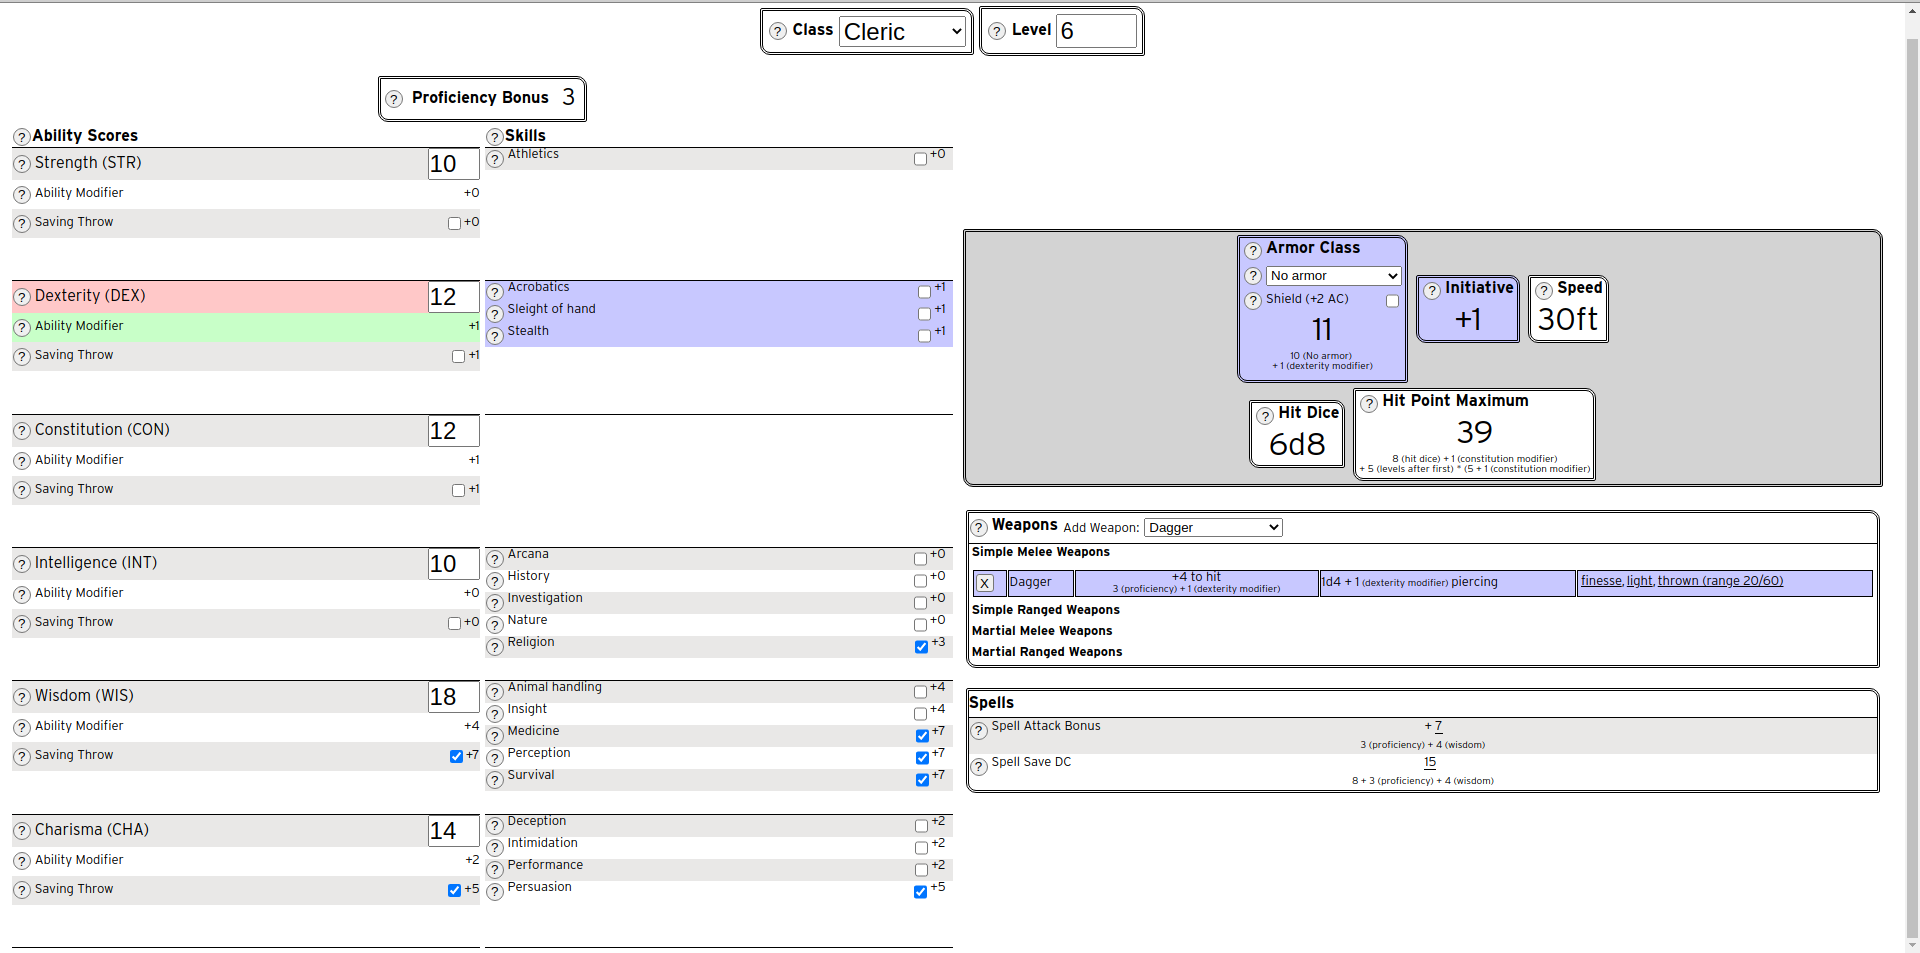 ? Class Cleric
? Level 6
? Proficiency Bonus 3
? Ability Scores
? Strength (STR) 10
? Ability Modifier +0
? Saving Throw +0
? Dexterity (DEX) 12
? Ability Modifier +1
? Saving Throw +1
? Constitution (CON) 12
? Ability Modifier +1
? Saving Throw +1
? Intelligence (INT) 10
? Ability Modifier +0
? Saving Throw +0
? Wisdom (WIS) 18
? Ability Modifier +4
? Saving Throw +7
? Charisma (CHA) 14
? Ability Modifier +2
? Saving Throw +5
? Skills
? Athletics +0
? Acrobatics +1
? Sleight of hand +1
? Stealth +1
? Arcana +0
? History +0
? Investigation +0
? Nature +0
? Religion +3
? Animal handling +4
? Insight +4
? Medicine +7
? Perception +7
? Survival +7
? Deception +2
? Intimidation +2
? Performance +2
? Persuasion +5
? Armor Class
? No armor
? Shield (+2 AC)
11
10 (No armor)
+ 1 (dexterity modifier)
? Initiative
+1
? Speed
30ft
? Hit Dice
6d8
? Hit Point Maximum
39
8 (hit dice) + 1 (constitution modifier)
+ 5 (levels after first) * (5 + 1 (constitution modifier)
? Weapons Add Weapon: Dagger
Simple Melee Weapons
X Dagger +4 to hit 1d4 + 1 (dexterity modifier) piercing finesse, light, thrown (range 20/60)
3 (proficiency) + 1 (dexterity modifier)
Simple Ranged Weapons
Martial Melee Weapons
Martial Ranged Weapons
Spells
? Spell Attack Bonus + 7
3 (proficiency) + 4 (wisdom)
? Spell Save DC 15
8 + 3 (proficiency) + 4 (wisdom)